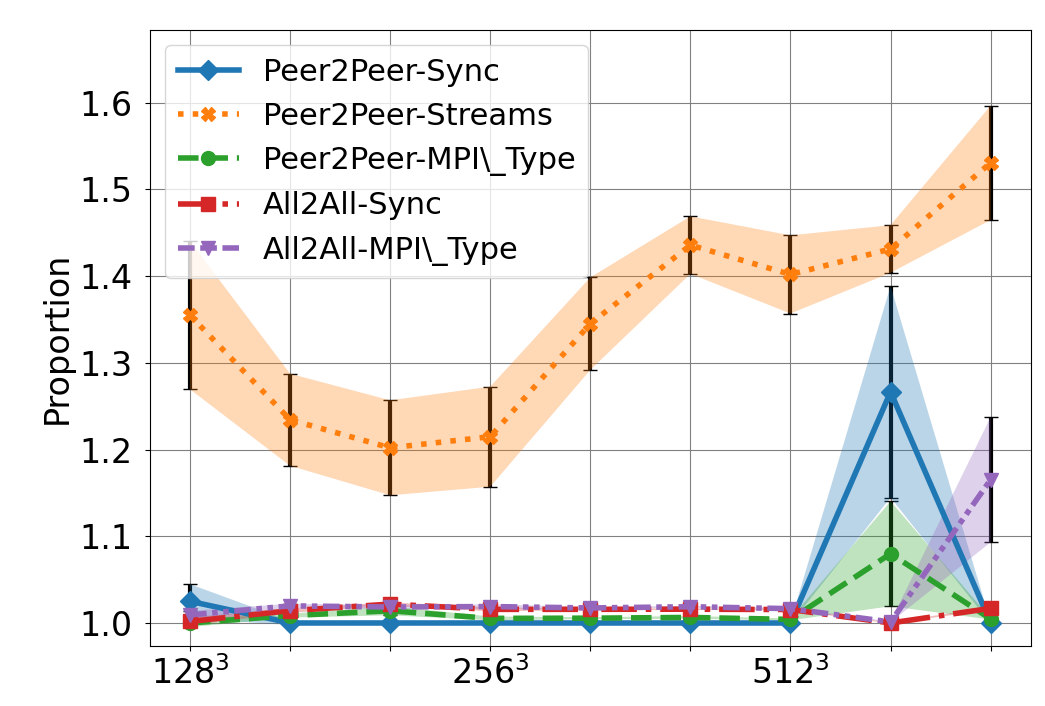 Peer2Peer-Sync
Peer2Peer-Streams
Peer2Peer-MPI\_Type
All2All-Sync
All2All-MPI\_Type
Proportion
1.6
1.5
1.4
1.3
1.2
1.1
1.0
128³ 256³ 512³